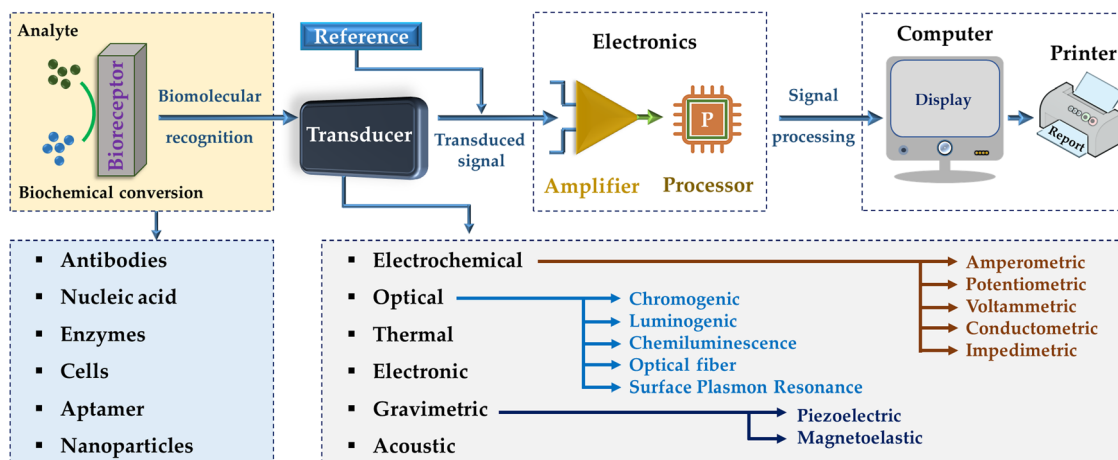 Analyte
Bioreceptor
Biochemical conversion
Biomolecular
recognition
Reference
Transducer
Transduced
signal
Electronics
P
Amplifier
Processor
Signal
processing
Computer
Display
Printer
Report
▪ Antibodies
▪ Nucleic acid
▪ Enzymes
▪ Cells
▪ Aptamer
▪ Nanoparticles
▪ Electrochemical
▪ Optical
▪ Thermal
▪ Electronic
▪ Gravimetric
▪ Acoustic
Chromogenic
Luminogenic
Chemiluminescence
Optical fiber
Surface Plasmon Resonance
Amperometric
Potentiometric
Voltammetric
Conductometric
Impedimetric
Piezoelectric
Magnetoelastic